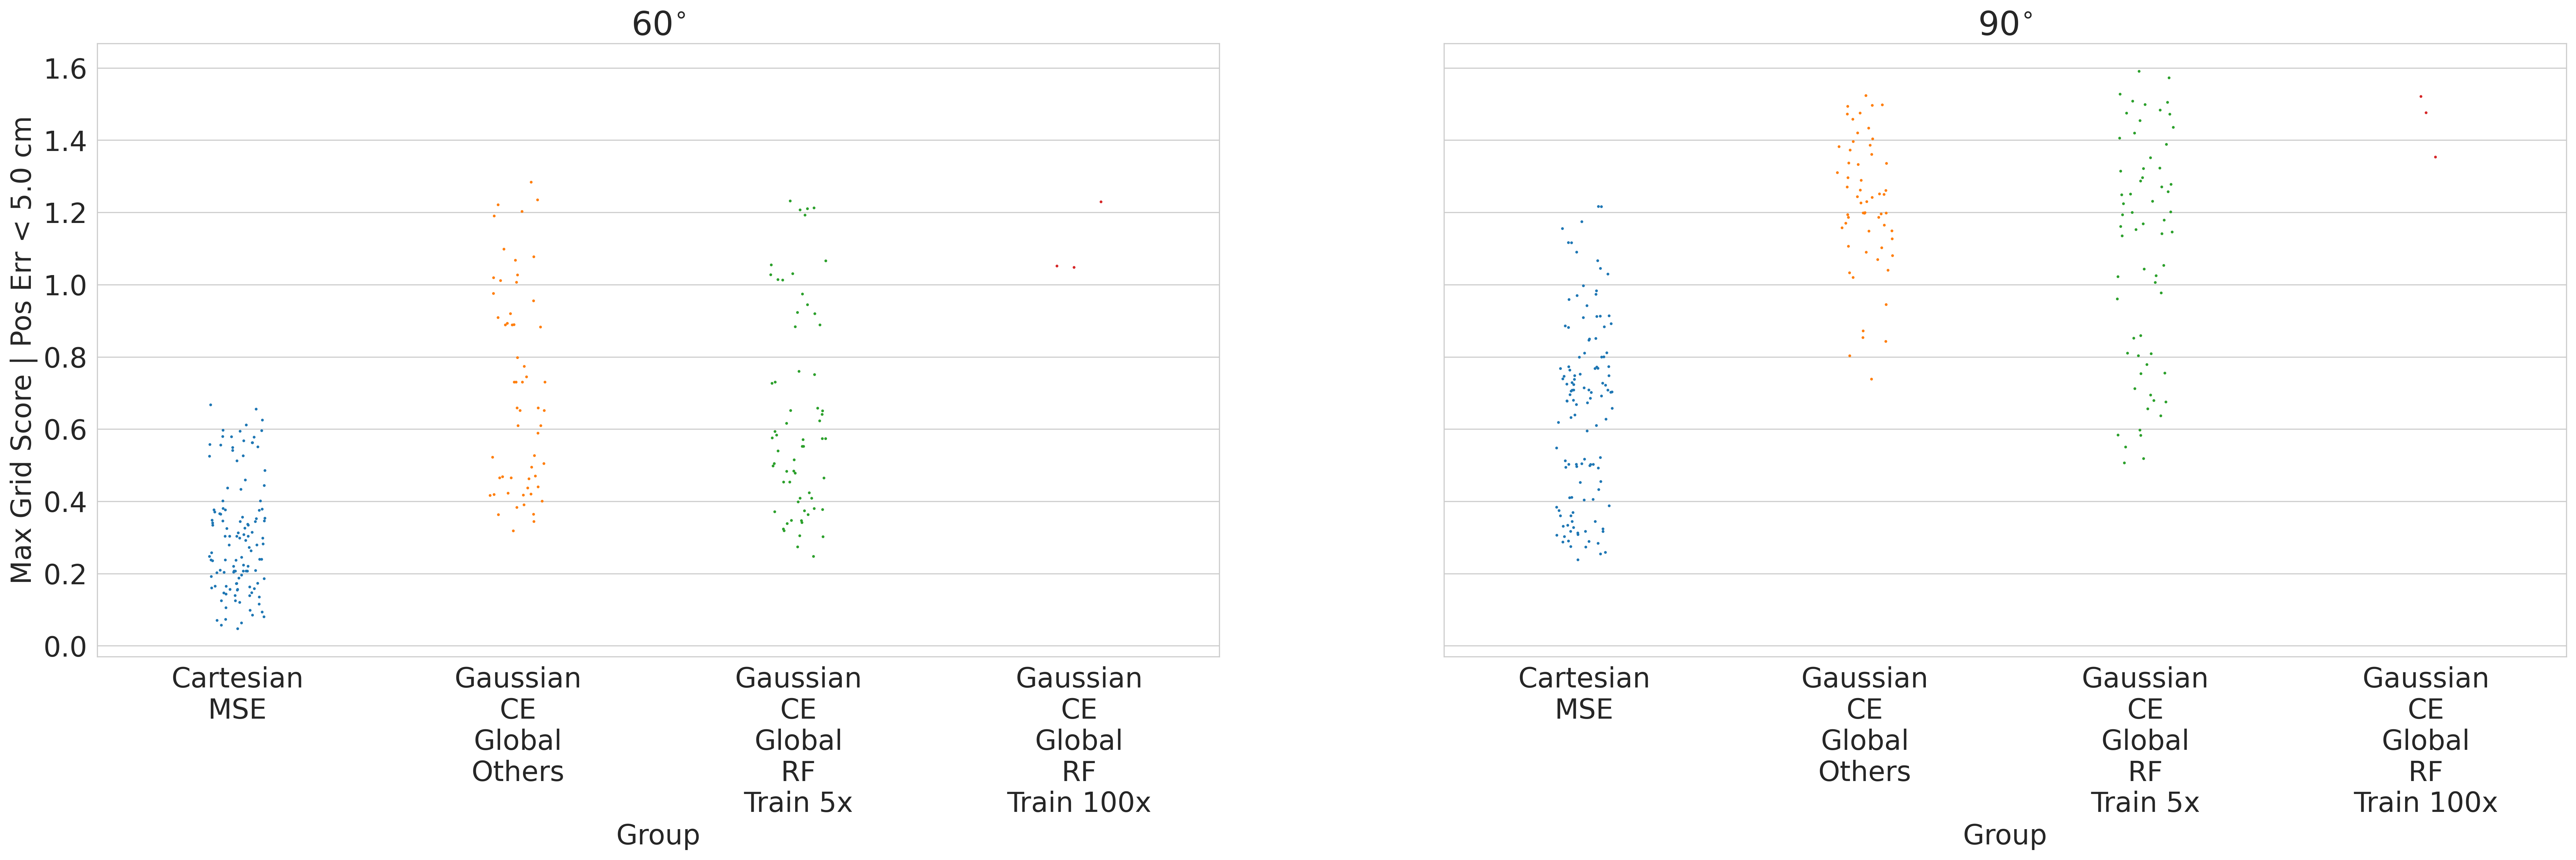 60°
90°
Max Grid Score | Pos Err < 5.0 cm
1.6
1.4
1.2
1.0
0.8
0.6
0.4
0.2
0.0
Cartesian
MSE
Gaussian
CE
Global
Others
Gaussian
CE
Global
RF
Train 5x
Gaussian
CE
Global
RF
Train 100x
Group
Cartesian
MSE
Gaussian
CE
Global
Others
Gaussian
CE
Global
RF
Train 5x
Gaussian
CE
Global
RF
Train 100x
Group